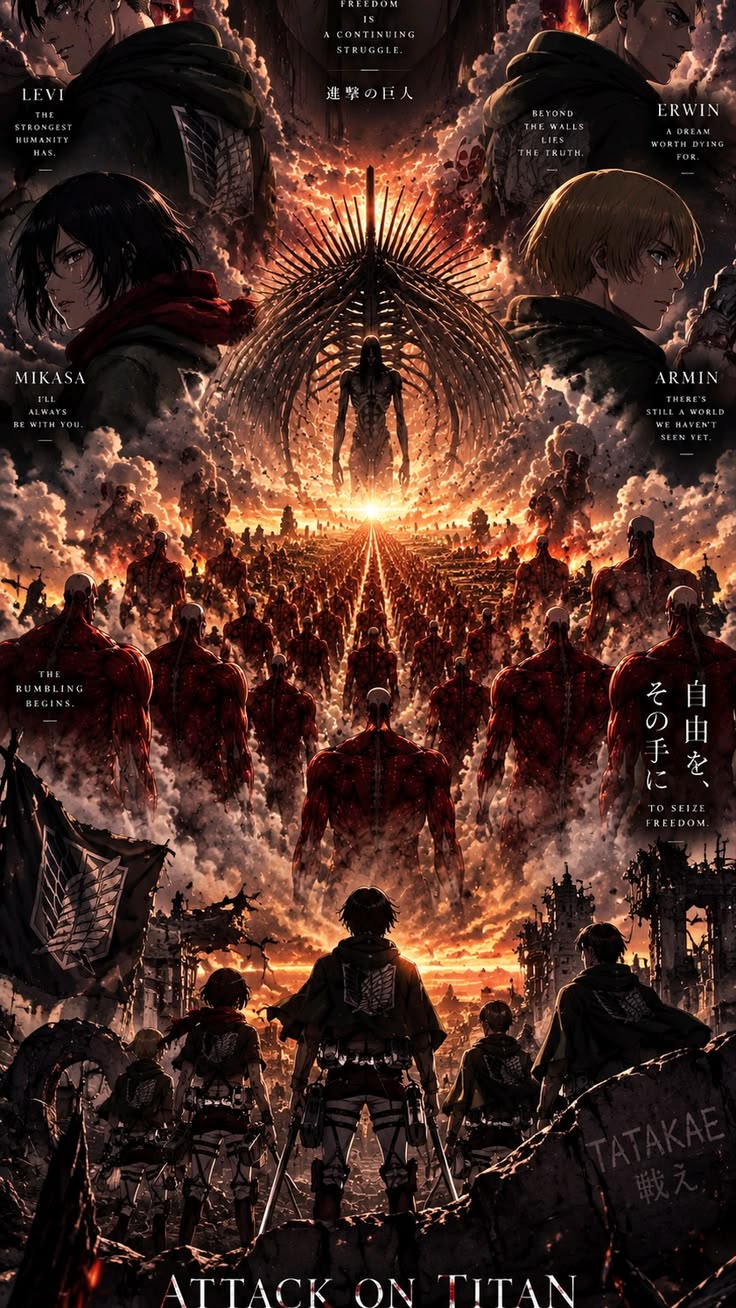 FREEDOM
IS
A CONTINUING
STRUGGLE.
進撃の巨人
LEVI
THE
STRONGEST
HUMANITY
HAS.
BEYOND
THE WALLS
LIES
THE TRUTH.
ERWIN
A DREAM
WORTH DYING
FOR.
MIKASA
I'LL
ALWAYS
BE WITH YOU.
ARMIN
THERE'S
STILL A WORLD
WE HAVEN'T
SEEN YET.
THE
RUMBLING
BEGINS.
自由を、
その手に
TO SEIZE
FREEDOM.
TATAKAE
戦え
ATTACK ON TITAN